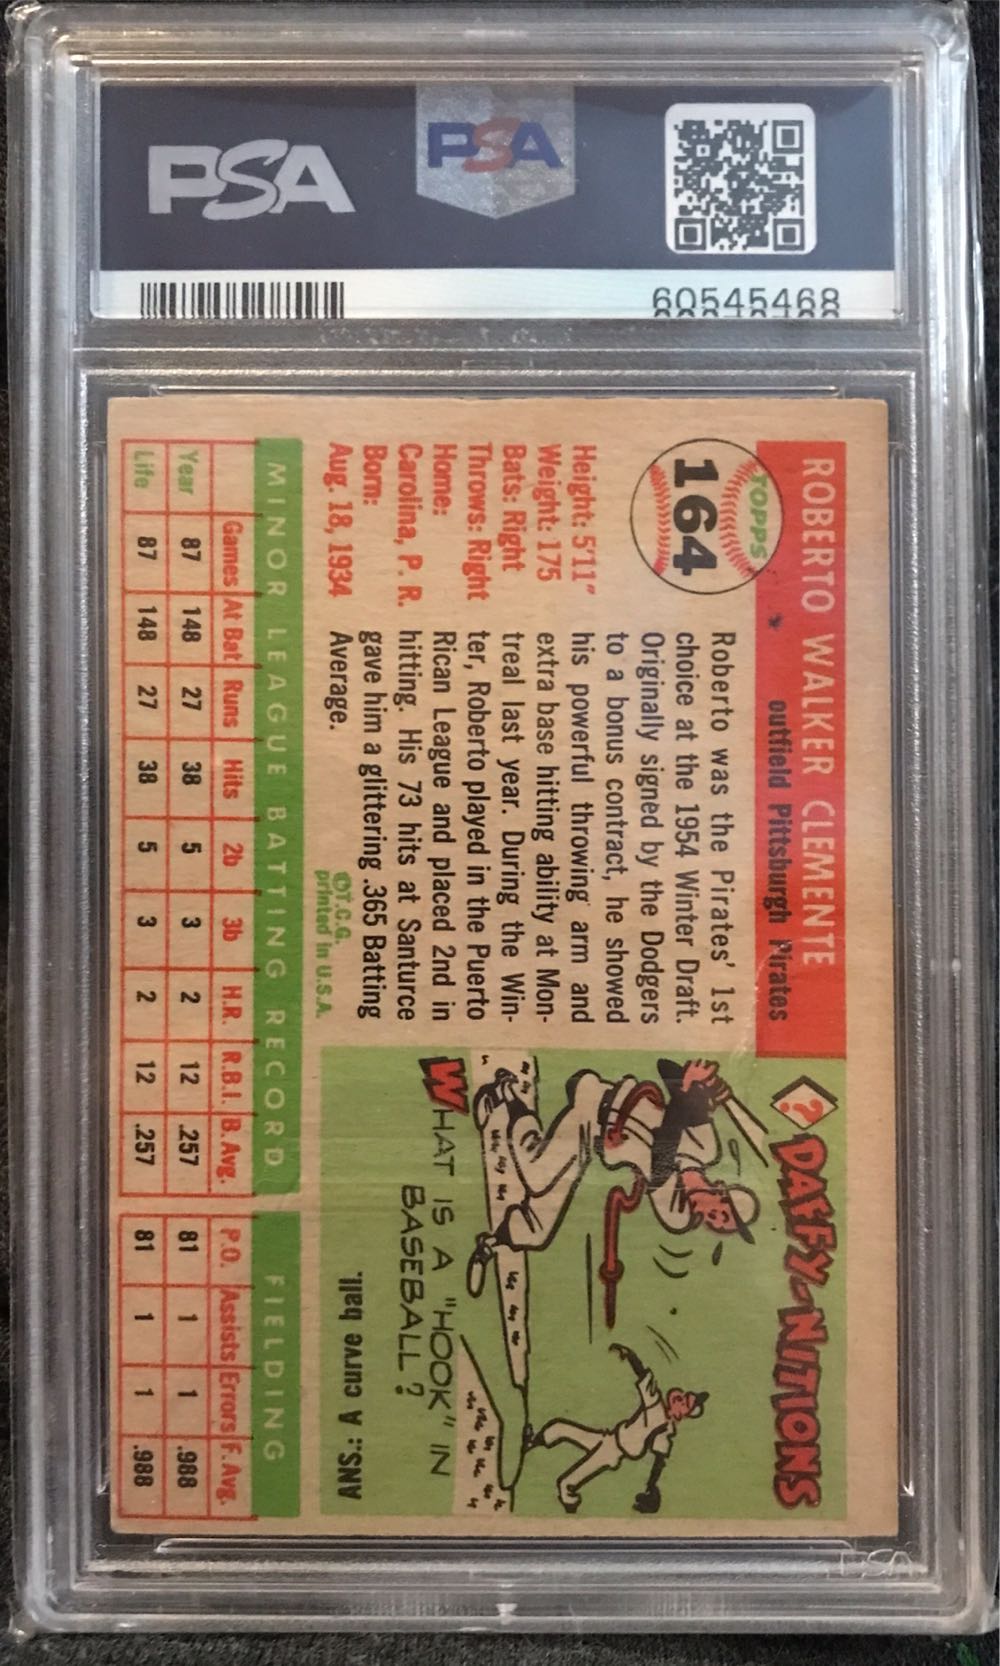 PSA
PSA
60545468
ROBERTO WALKER CLEMENTE
outfield Pittsburgh Pirates
TOPPS
164
Height: 5'11"
Weight: 175
Bats: Right
Throws: Right
Home:
Carolina, P. R.
Born:
Aug. 18, 1934
Roberto was the Pirates' 1st
choice at the 1954 Winter Draft.
Originally signed by the Dodgers
to a bonus contract, he showed
his powerful throwing arm and
extra base hitting ability at Mon-
treal last year. During the Win-
ter, Roberto played in the Puerto
Rican League and placed 2nd in
hitting. His 73 hits at Santurce
gave him a glittering .365 Batting
Average.
©T.C.G.
printed in U.S.A.
? DAFFY-NITIONS
WHAT IS A "HOOK" IN
BASEBALL?
ANS.: A curve ball.
MINOR LEAGUE BATTING RECORD FIELDING
Games At Bat Runs Hits 2b 3b H.R. R.B.I. B. Avg. P.O. Assists Errors F. Avg.
Year 87 148 27 38 5 3 2 12 .257 81 1 1 .988
Life 87 148 27 38 5 3 2 12 .257 81 1 1 .988
PSA